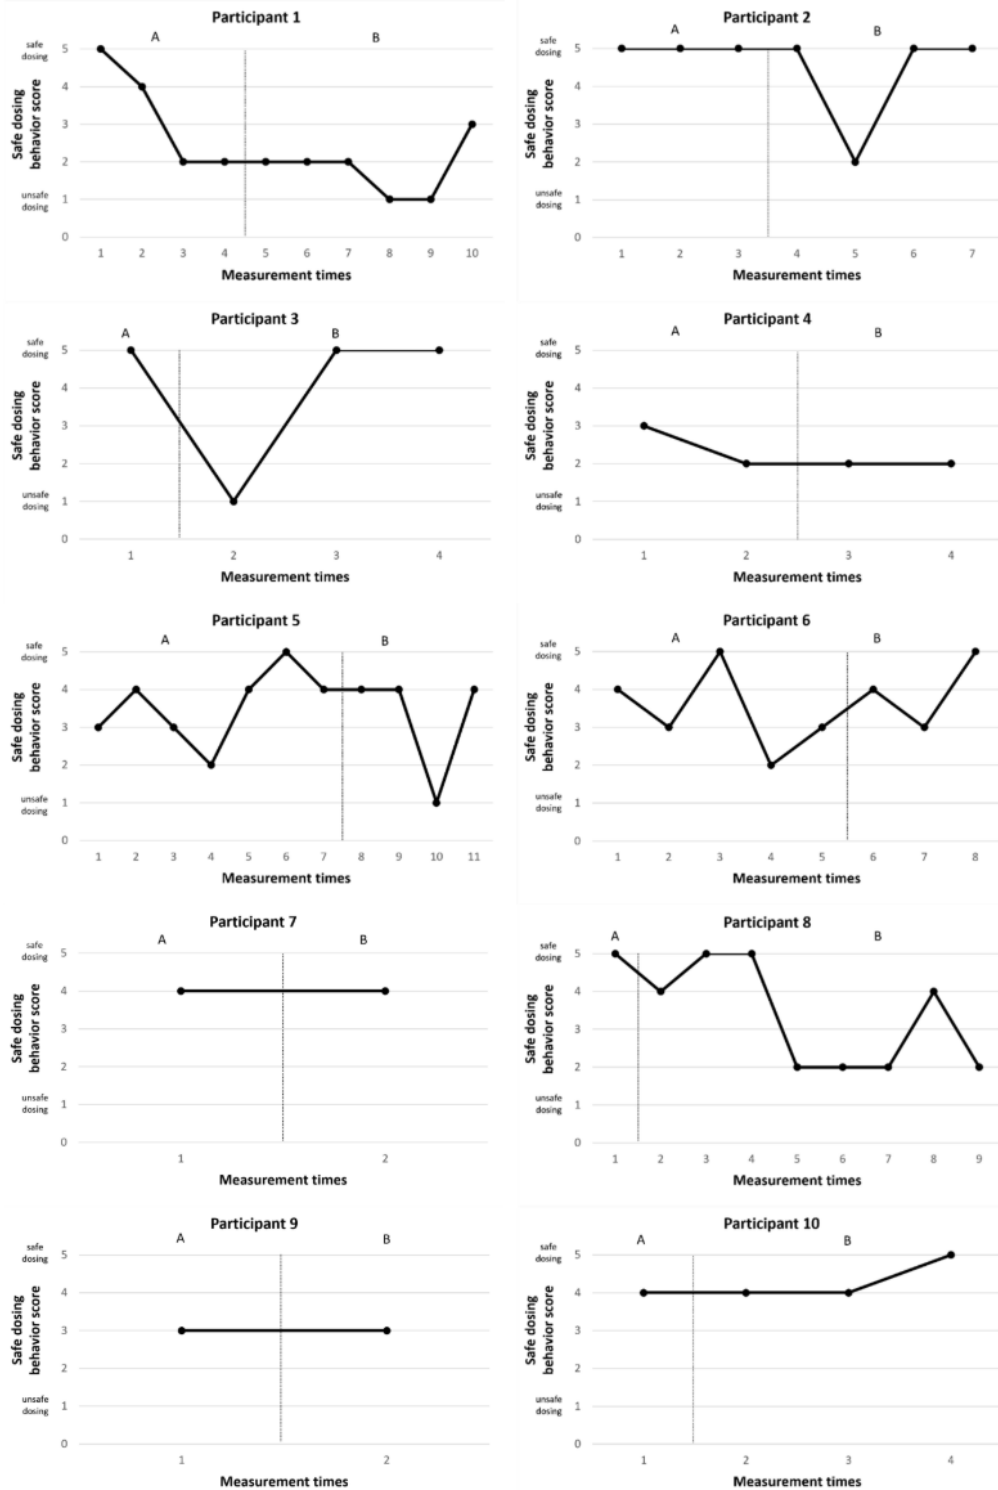 Participant 1
A B
safe
dosing
Safe dosing
behavior score
unsafe
dosing
5
4
3
2
1
0
1 2 3 4 5 6 7 8 9 10
Measurement times
Participant 2
A B
safe
dosing
Safe dosing
behavior score
unsafe
dosing
5
4
3
2
1
0
1 2 3 4 5 6 7
Measurement times
Participant 3
A B
safe
dosing
Safe dosing
behavior score
unsafe
dosing
5
4
3
2
1
0
1 2 3 4
Measurement times
Participant 4
A B
safe
dosing
Safe dosing
behavior score
unsafe
dosing
5
4
3
2
1
0
1 2 3 4
Measurement times
Participant 5
A B
safe
dosing
Safe dosing
behavior score
unsafe
dosing
5
4
3
2
1
0
1 2 3 4 5 6 7 8 9 10 11
Measurement times
Participant 6
A B
safe
dosing
Safe dosing
behavior score
unsafe
dosing
5
4
3
2
1
0
1 2 3 4 5 6 7 8
Measurement times
Participant 7
A B
safe
dosing
Safe dosing
behavior score
unsafe
dosing
5
4
3
2
1
0
1 2
Measurement times
Participant 8
A B
safe
dosing
Safe dosing
behavior score
unsafe
dosing
5
4
3
2
1
0
1 2 3 4 5 6 7 8 9
Measurement times
Participant 9
A B
safe
dosing
Safe dosing
behavior score
unsafe
dosing
5
4
3
2
1
0
1 2
Measurement times
Participant 10
A B
safe
dosing
Safe dosing
behavior score
unsafe
dosing
5
4
3
2
1
0
1 2 3 4
Measurement times